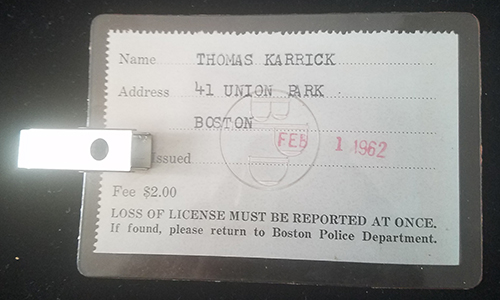 Name THOMAS KARRICK
Address 41 UNION PARK
BOSTON
Issued FEB 1 1962
Fee $2.00
LOSS OF LICENSE MUST BE REPORTED AT ONCE.
If found, please return to Boston Police Department.